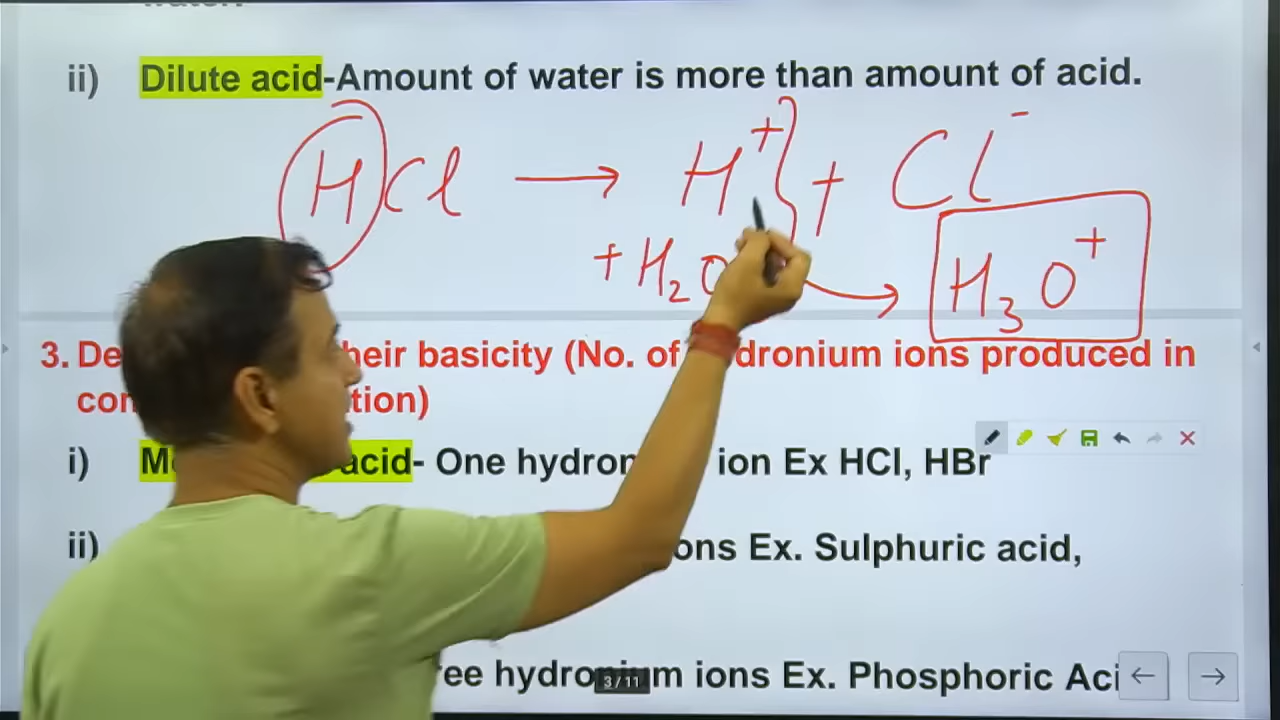 ii) Dilute acid-Amount of water is more than amount of acid.
HCl → H⁺ + Cl⁻
+ H₂O → H₃O⁺
3. De heir basicity (No. of dronium ions produced in
con tion)
i) M acid- One hydron ion Ex HCl, HBr
ii) ons Ex. Sulphuric acid,
ree hydronium ions Ex. Phosphoric Aci
3 / 11